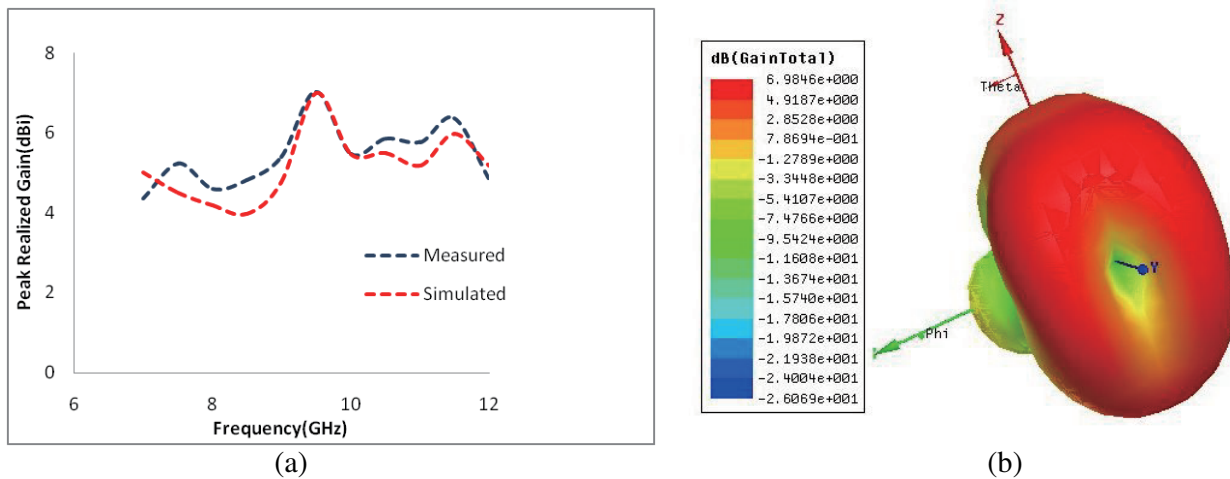 8
6
4
2
0
6
8
10
12
Peak Realized Gain(dBi)
Frequency(GHz)
Measured
Simulated
(a)
dB(GainTotal)
6.9846e+000
4.9187e+000
2.8528e+000
7.8694e-001
-1.2789e+000
-3.3448e+000
-5.4107e+000
-7.4766e+000
-9.5424e+000
-1.1608e+001
-1.3674e+001
-1.5740e+001
-1.7806e+001
-1.9872e+001
-2.1938e+001
-2.4004e+001
-2.6069e+001
Z
Theta
Y
Phi
(b)